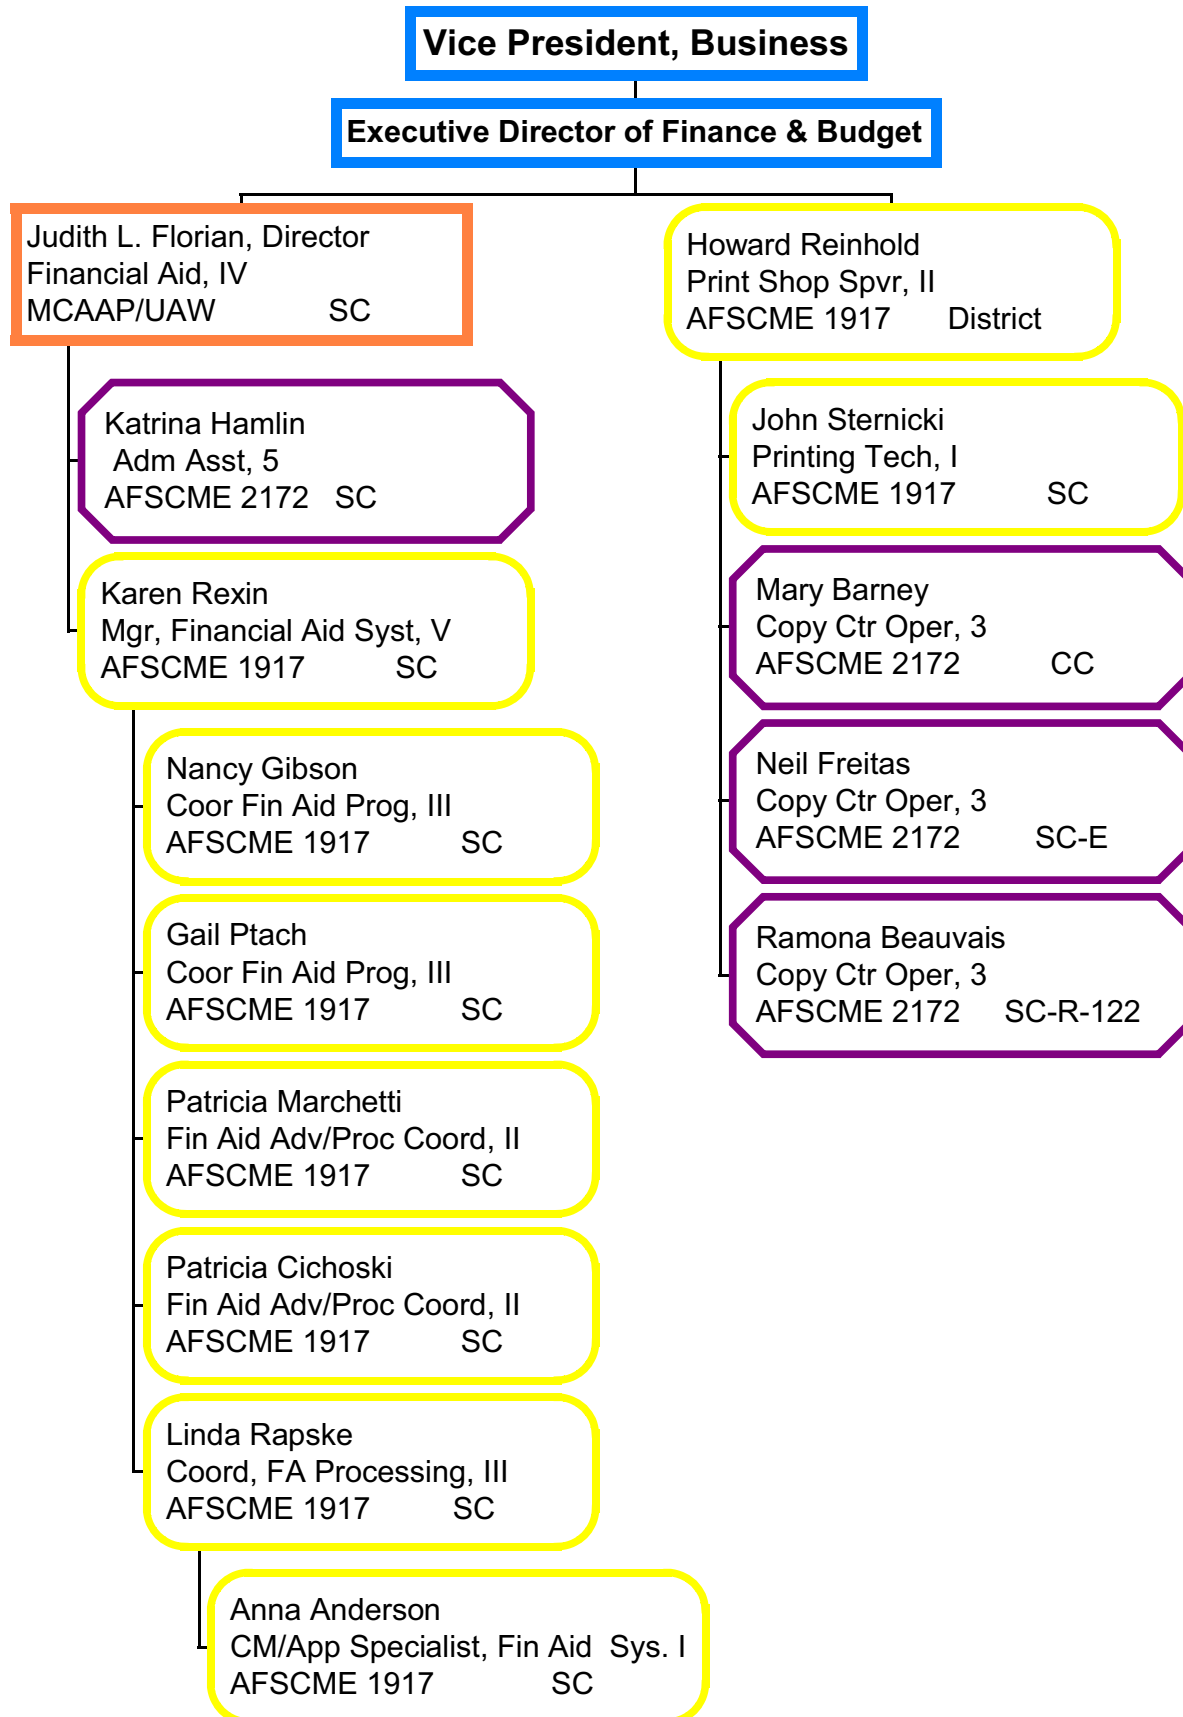 Vice President, Business
Executive Director of Finance & Budget
Judith L. Florian, Director
Financial Aid, IV
MCAAP/UAW SC
Katrina Hamlin
Adm Asst, 5
AFSCME 2172 SC
Karen Rexin
Mgr, Financial Aid Syst, V
AFSCME 1917 SC
Nancy Gibson
Coor Fin Aid Prog, III
AFSCME 1917 SC
Gail Ptach
Coor Fin Aid Prog, III
AFSCME 1917 SC
Patricia Marchetti
Fin Aid Adv/Proc Coord, II
AFSCME 1917 SC
Patricia Cichoski
Fin Aid Adv/Proc Coord, II
AFSCME 1917 SC
Linda Rapske
Coord, FA Processing, III
AFSCME 1917 SC
Anna Anderson
CM/App Specialist, Fin Aid Sys. I
AFSCME 1917 SC
Howard Reinhold
Print Shop Spvr, II
AFSCME 1917 District
John Sternicki
Printing Tech, I
AFSCME 1917 SC
Mary Barney
Copy Ctr Oper, 3
AFSCME 2172 CC
Neil Freitas
Copy Ctr Oper, 3
AFSCME 2172 SC-E
Ramona Beauvais
Copy Ctr Oper, 3
AFSCME 2172 SC-R-122